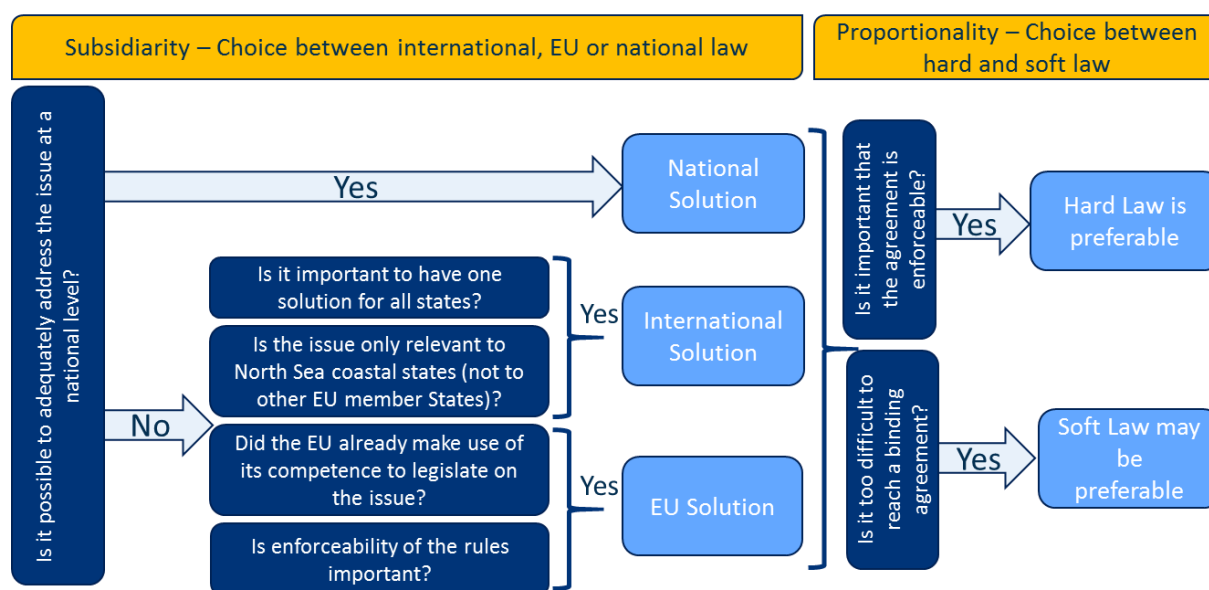 Subsidiarity – Choice between international, EU or national law
Proportionality – Choice between
hard and soft law
Is it possible to adequately address the issue at a
national level?
Yes
National
Solution
No
Is it important to have one
solution for all states?
Is the issue only relevant to
North Sea coastal states (not to
other EU member States)?
Yes
International
Solution
Did the EU already make use of
its competence to legislate on
the issue?
Is enforceability of the rules
important?
Yes
EU Solution
Is it important that
the agreement is
enforceable?
Yes
Hard Law is
preferable
Is it too difficult to
reach a binding
agreement?
Yes
Soft Law may
be
preferable